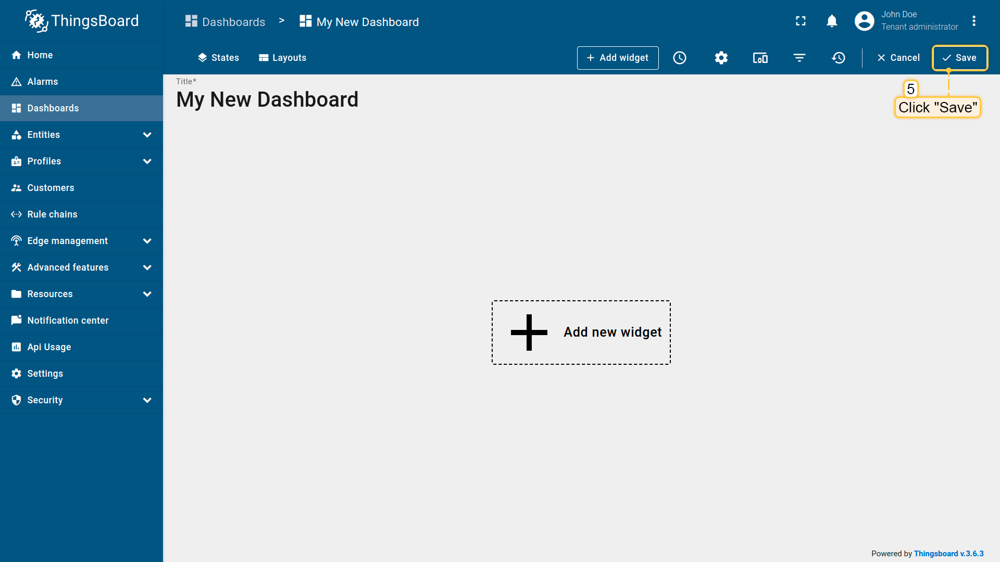 ThingsBoard
Dashboards > My New Dashboard
John Doe
Tenant administrator
States
Layouts
+ Add widget
Cancel
Save
5
Click "Save"
Home
Alarms
Dashboards
Entities
Profiles
Customers
Rule chains
Edge management
Advanced features
Resources
Notification center
Api Usage
Settings
Security
Title*
My New Dashboard
Add new widget
Powered by Thingsboard v.3.6.3